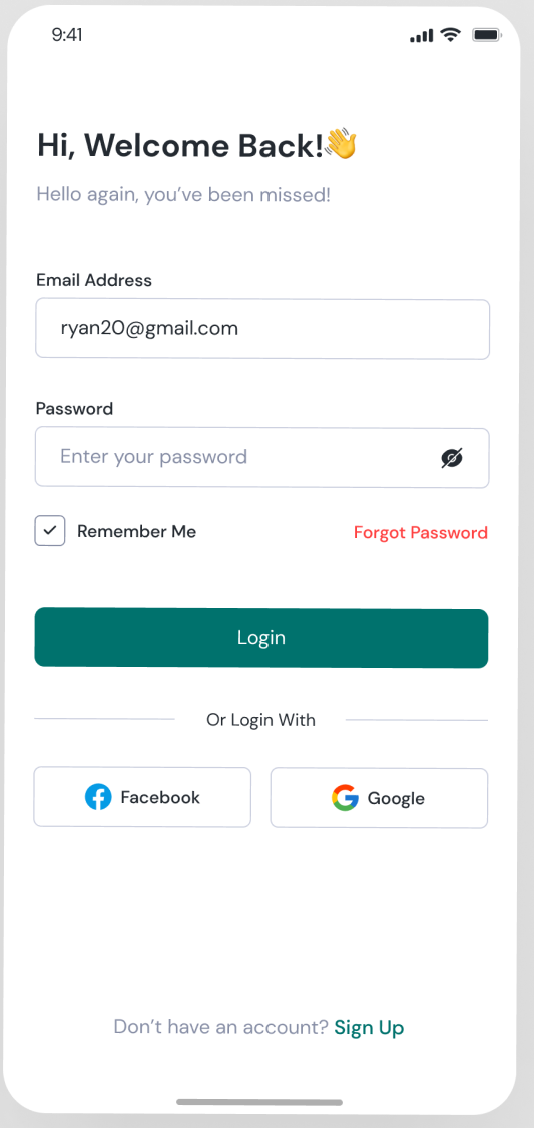 9:41
Hi, Welcome Back!👋
Hello again, you’ve been missed!
Email Address
ryan20@gmail.com
Password
Enter your password
Remember Me
Forgot Password
Login
Or Login With
Facebook
Google
Don’t have an account? Sign Up